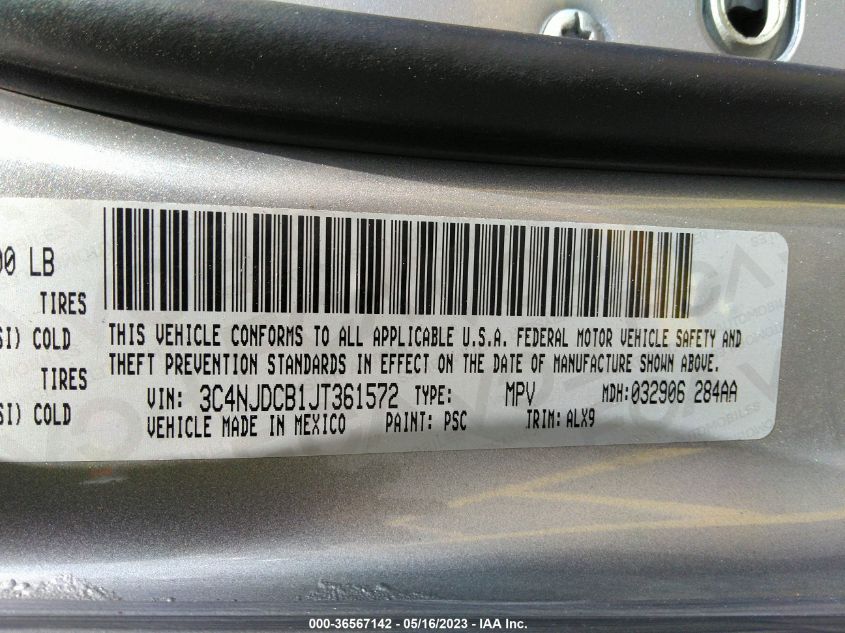 00 LB
TIRES
SI) COLD
TIRES
SI) COLD
THIS VEHICLE CONFORMS TO ALL APPLICABLE U.S.A. FEDERAL MOTOR VEHICLE SAFETY AND
THEFT PREVENTION STANDARDS IN EFFECT ON THE DATE OF MANUFACTURE SHOWN ABOVE.
VIN: 3C4NJDCB1JT361572 TYPE: MPV MDH:032906 284AA
VEHICLE MADE IN MEXICO PAINT: PSC TRIM: ALX9
000-36567142 - 05/16/2023 - IAA Inc.